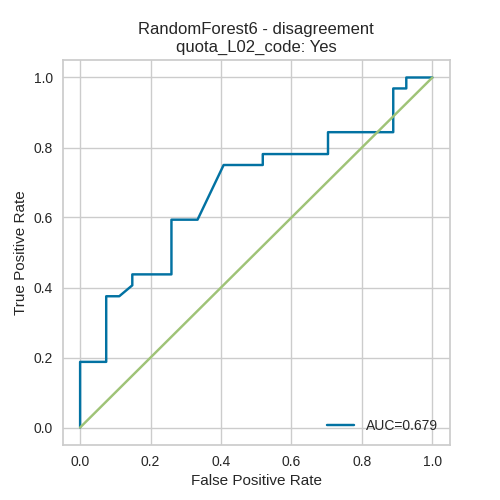 RandomForest6 - disagreement
quota_L02_code: Yes
True Positive Rate
1.0
0.8
0.6
0.4
0.2
0.0
AUC=0.679
0.0 0.2 0.4 0.6 0.8 1.0
False Positive Rate